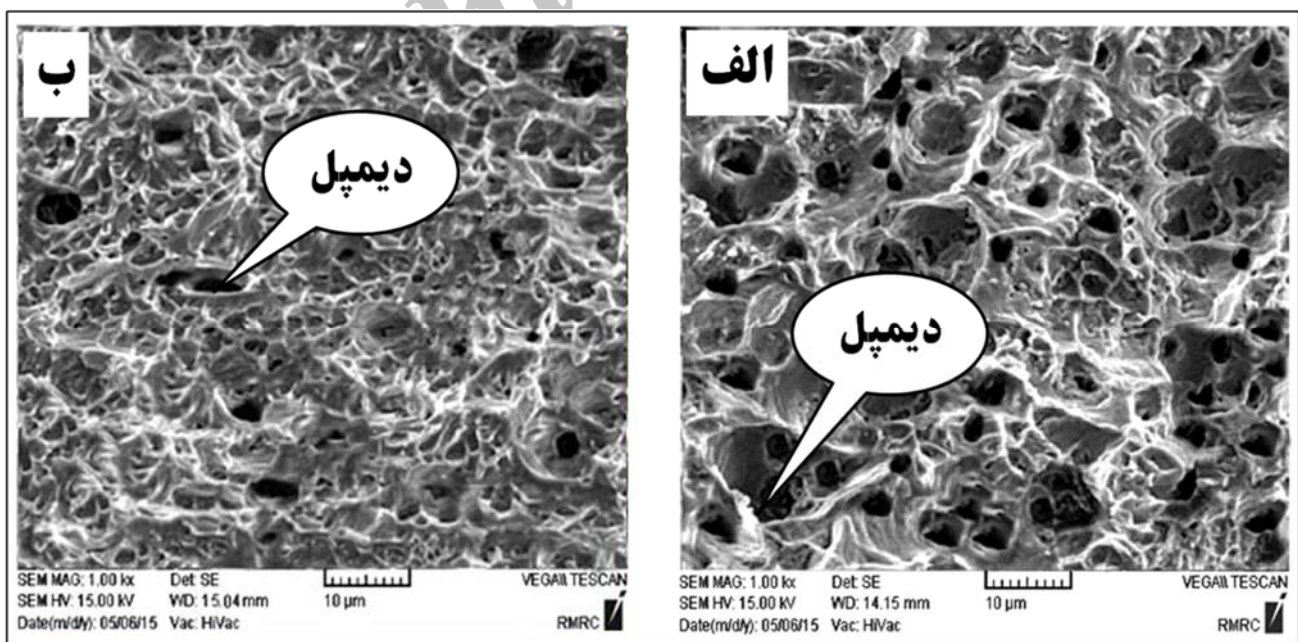 الف
دیمپل
SEM MAG: 1.00 kx Det: SE VEGA\\ TESCAN
SEM HV: 15.00 kV WD: 14.15 mm 10 µm
Date(m/d/y): 05/06/15 Vac: HiVac RMRC
ب
دیمپل
SEM MAG: 1.00 kx Det: SE VEGA\\ TESCAN
SEM HV: 15.00 kV WD: 15.04 mm 10 µm
Date(m/d/y): 05/06/15 Vac: HiVac RMRC